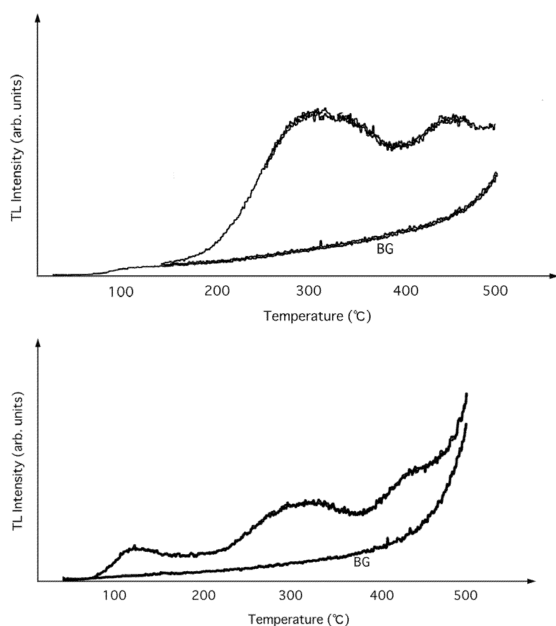 TL Intensity (arb. units)
BG
100 200 300 400 500
Temperature (℃)
TL Intensity (arb. units)
BG
100 200 300 400 500
Temperature (℃)